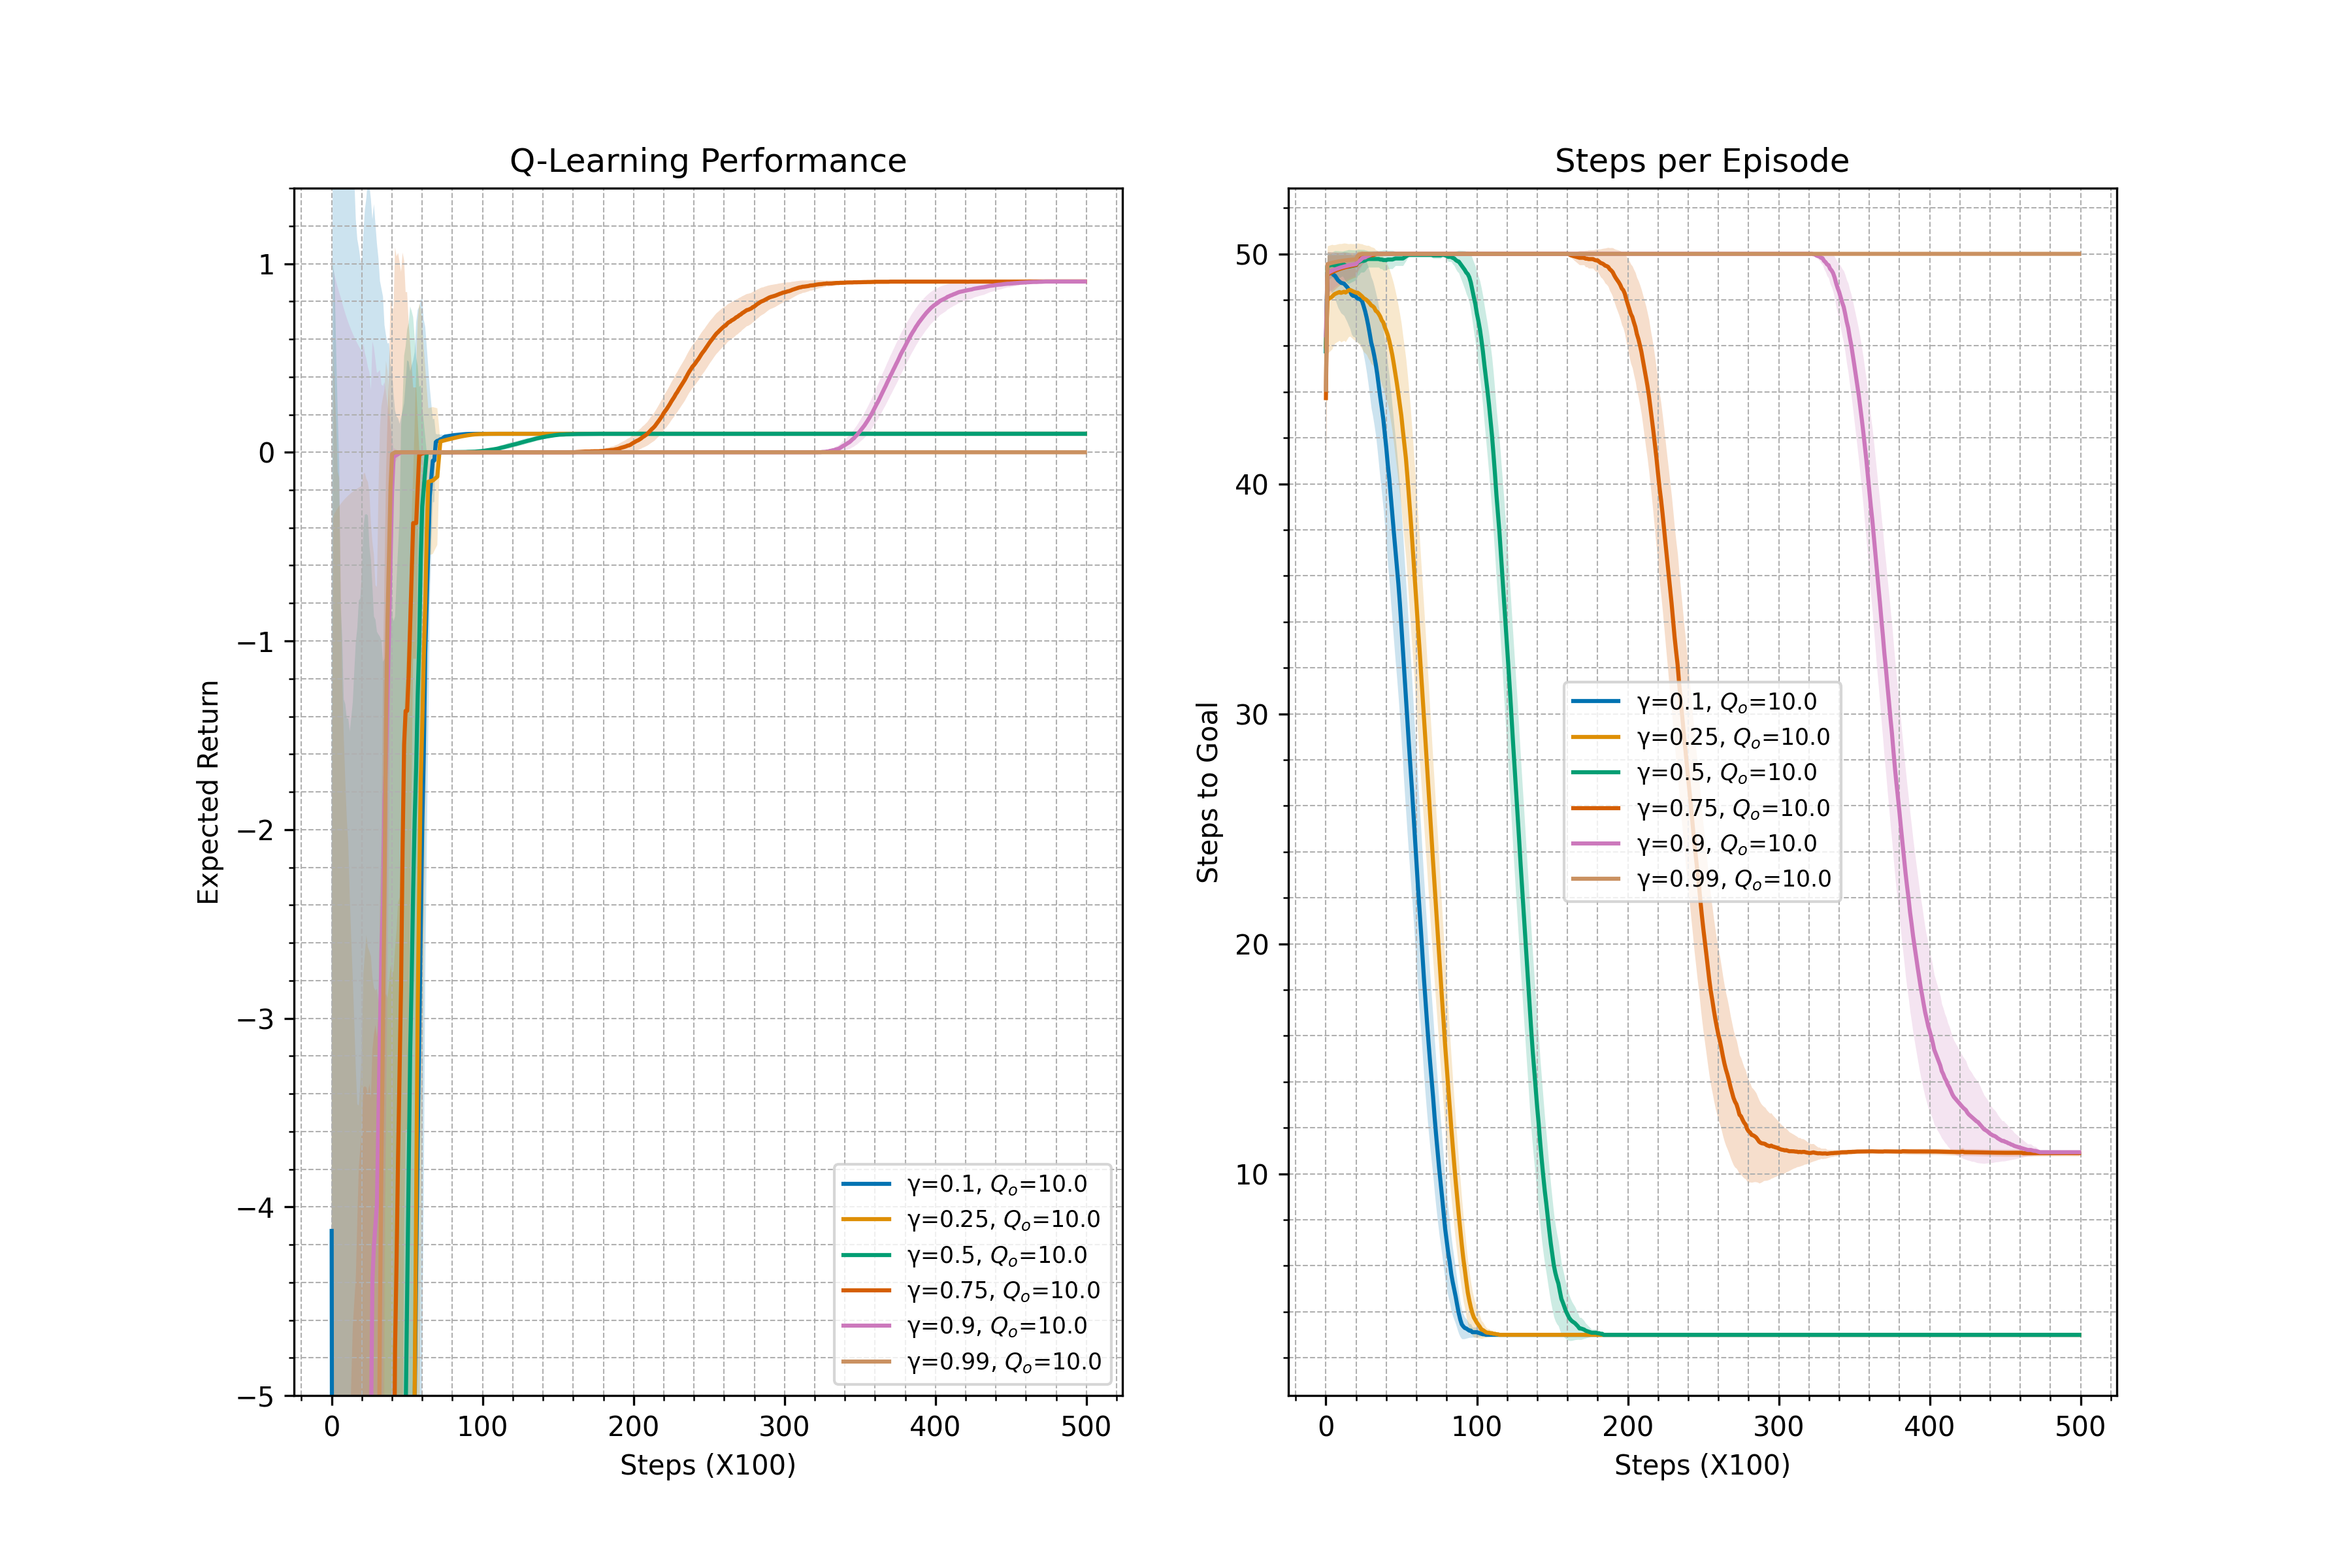 Q-Learning Performance
Expected Return
1
0
−1
−2
−3
−4
−5
0 100 200 300 400 500
Steps (X100)
γ=0.1, Qₒ=10.0
γ=0.25, Qₒ=10.0
γ=0.5, Qₒ=10.0
γ=0.75, Qₒ=10.0
γ=0.9, Qₒ=10.0
γ=0.99, Qₒ=10.0
Steps per Episode
Steps to Goal
50
40
30
20
10
0 100 200 300 400 500
Steps (X100)
γ=0.1, Qₒ=10.0
γ=0.25, Qₒ=10.0
γ=0.5, Qₒ=10.0
γ=0.75, Qₒ=10.0
γ=0.9, Qₒ=10.0
γ=0.99, Qₒ=10.0